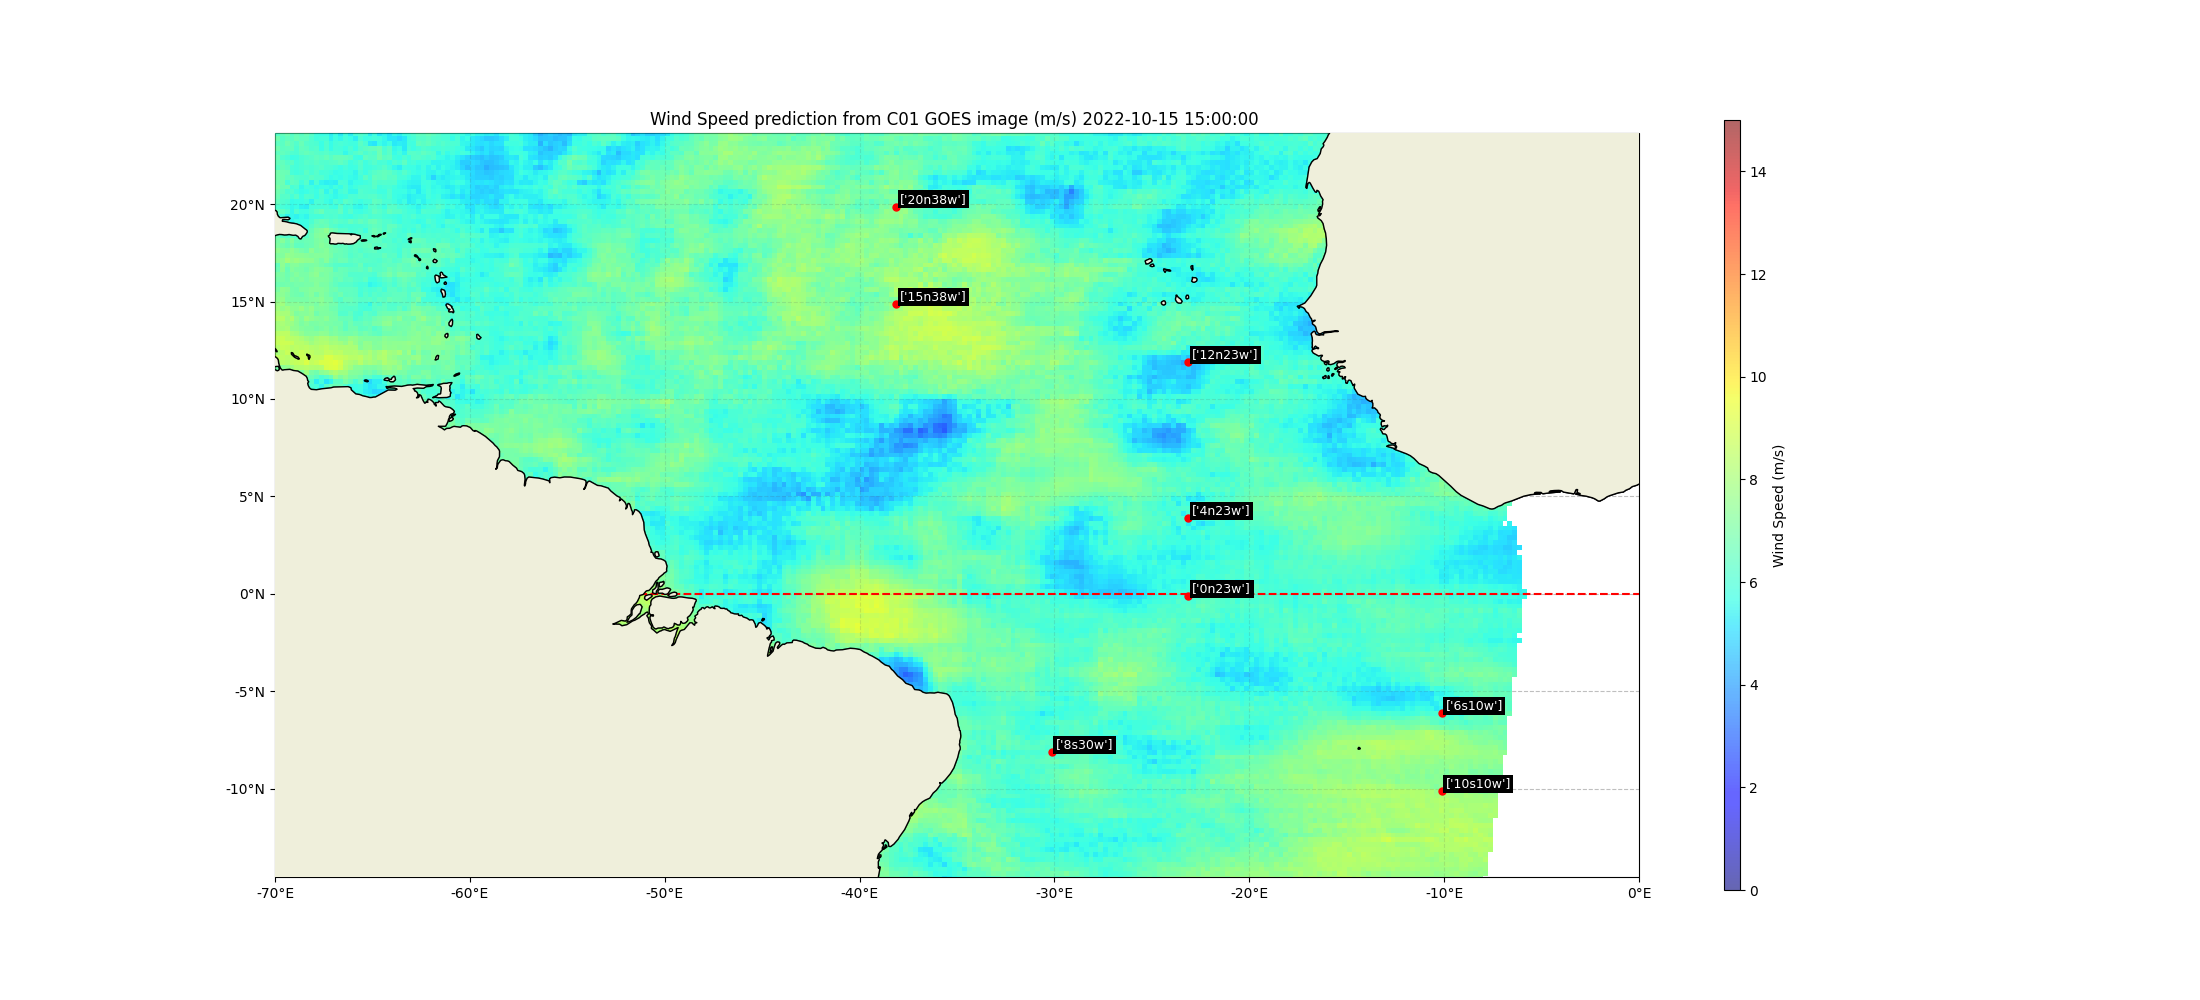 Wind Speed prediction from C01 GOES image (m/s) 2022-10-15 15:00:00
14
20°N
['20n38w']
12
15°N
['15n38w']
['12n23w']
10
10°N
8
5°N
['4n23w']
Wind Speed (m/s)
6
0°N
['0n23w']
4
-5°N
['6s10w']
['8s30w']
2
-10°N
['10s10w']
0
-70°E
-60°E
-50°E
-40°E
-30°E
-20°E
-10°E
0°E